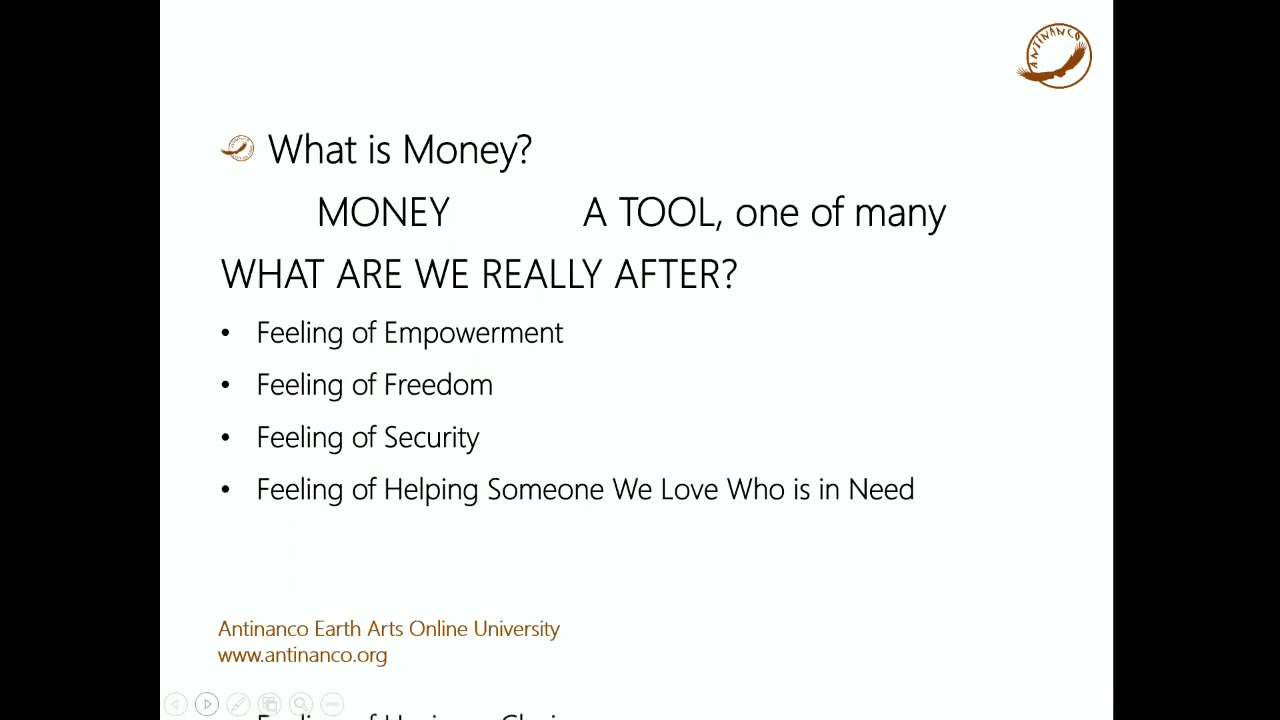 ANTINANCO
What is Money?
MONEY A TOOL, one of many
WHAT ARE WE REALLY AFTER?
• Feeling of Empowerment
• Feeling of Freedom
• Feeling of Security
• Feeling of Helping Someone We Love Who is in Need
Antinanco Earth Arts Online University
www.antinanco.org